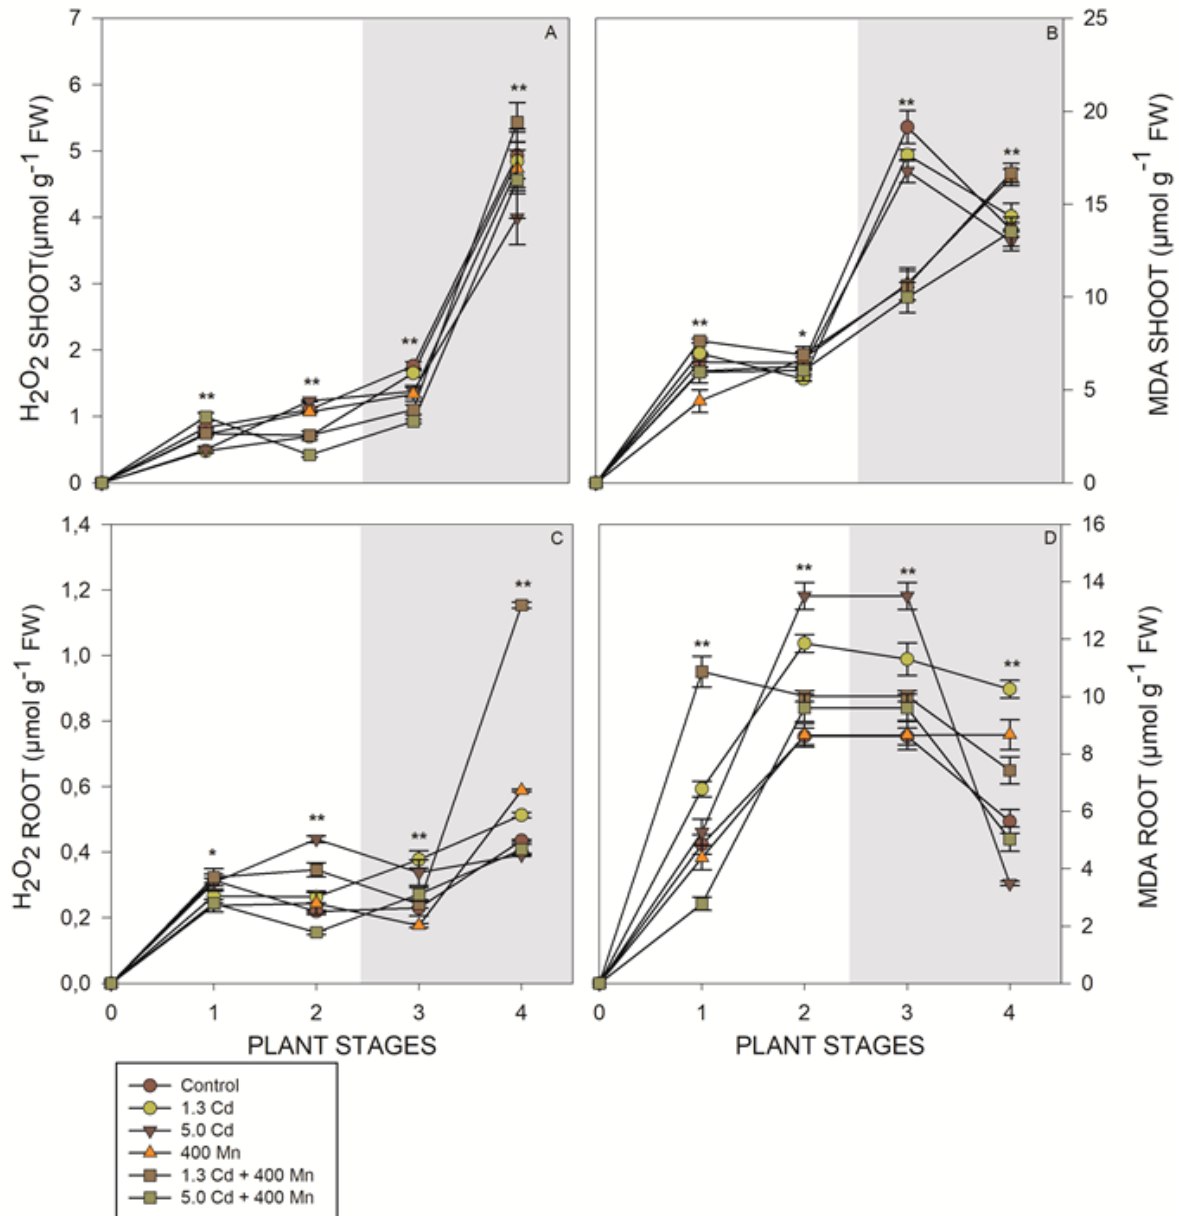 7
6
5
4
3
2
1
0
H₂O₂ SHOOT(µmol g⁻¹ FW)
A
**
**
**
**
B
**
*
**
**
25
20
15
10
5
0
MDA SHOOT (µmol g⁻¹ FW)
1,4
1,2
1,0
0,8
0,6
0,4
0,2
0,0
H₂O₂ ROOT (µmol g⁻¹ FW)
C
*
**
**
**
D
**
**
**
**
16
14
12
10
8
6
4
2
0
MDA ROOT (µmol g⁻¹ FW)
0 1 2 3 4
0 1 2 3 4
PLANT STAGES
PLANT STAGES
Control
1.3 Cd
5.0 Cd
400 Mn
1.3 Cd + 400 Mn
5.0 Cd + 400 Mn